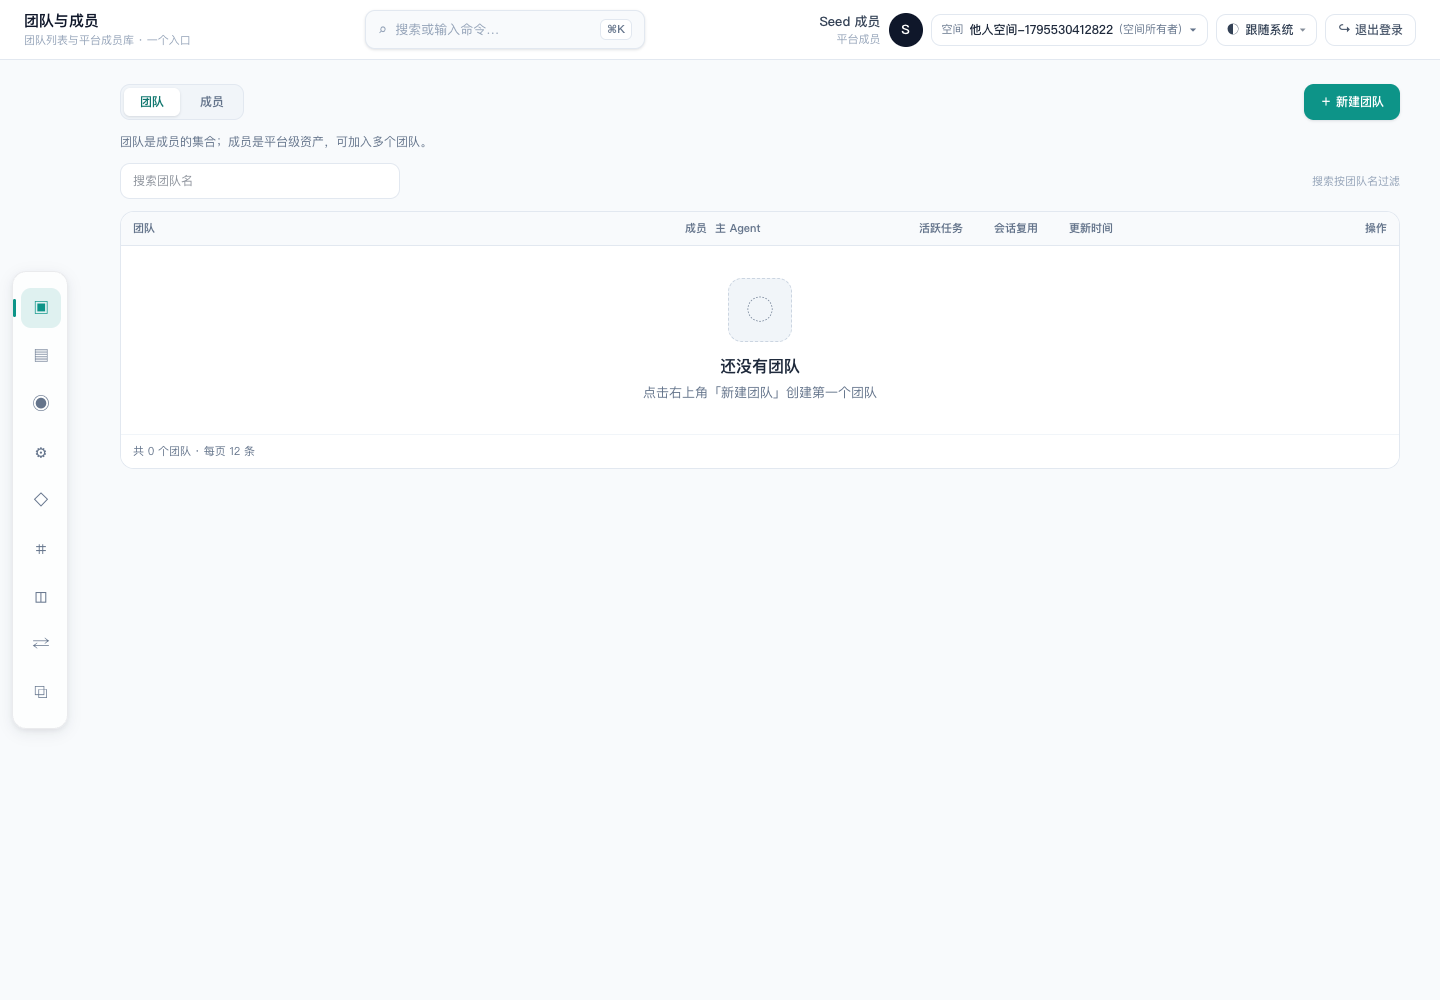 团队与成员
团队列表与平台成员库 · 一个入口
搜索或输入命令...
⌘K
Seed 成员
平台成员
S
空间 他人空间-1795530412822 (空间所有者)
跟随系统
退出登录
团队 成员
+ 新建团队
团队是成员的集合；成员是平台级资产，可加入多个团队。
搜索团队名
搜索按团队名过滤
团队 成员 主 Agent 活跃任务 会话复用 更新时间 操作
还没有团队
点击右上角「新建团队」创建第一个团队
共 0 个团队 · 每页 12 条